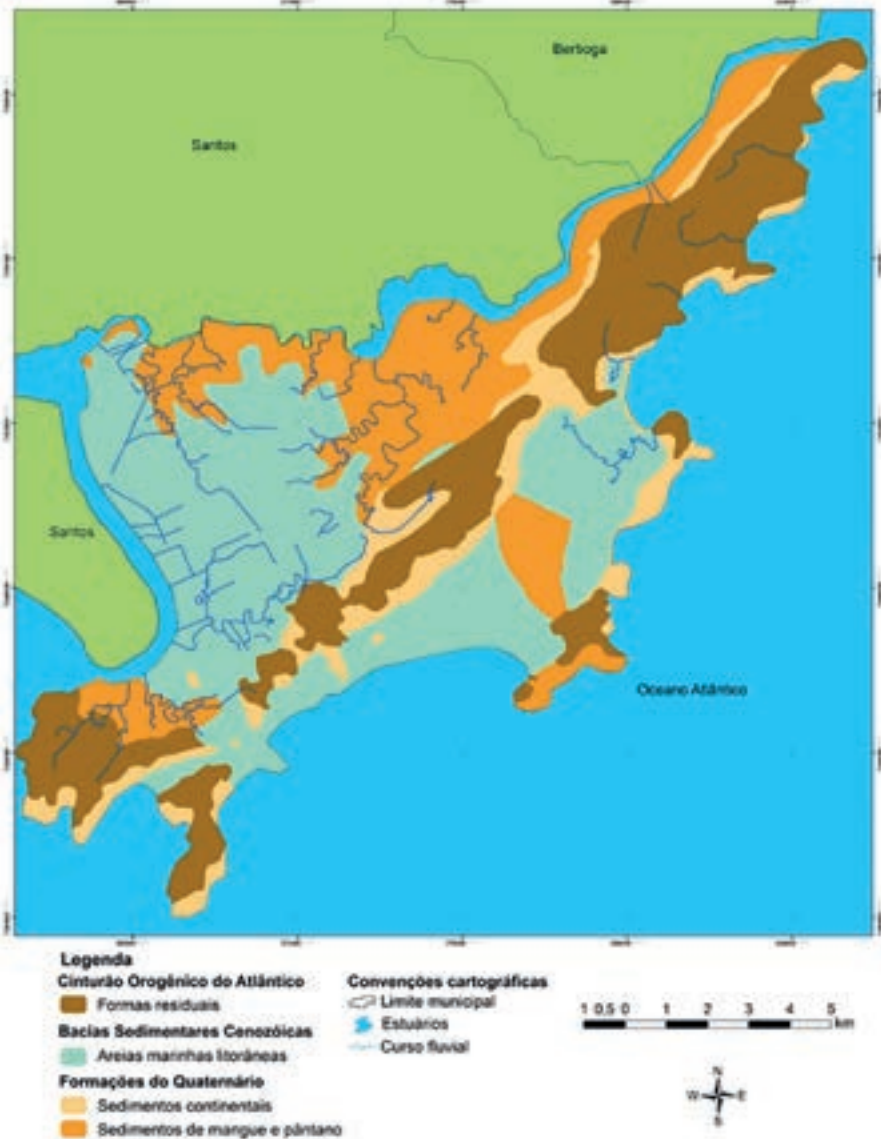 Bertioga
Santos
Santos
Oceano Atlântico
Legenda
Cinturão Orogênico do Atlântico
Formas residuais
Bacias Sedimentares Cenozóicas
Areias marinhas litorâneas
Formações do Quaternário
Sedimentos continentais
Sedimentos de mangue e pântano
Convenções cartográficas
Limite municipal
Estuários
Curso fluvial
1 0,5 0 1 2 3 4 5
km
N
W E
S